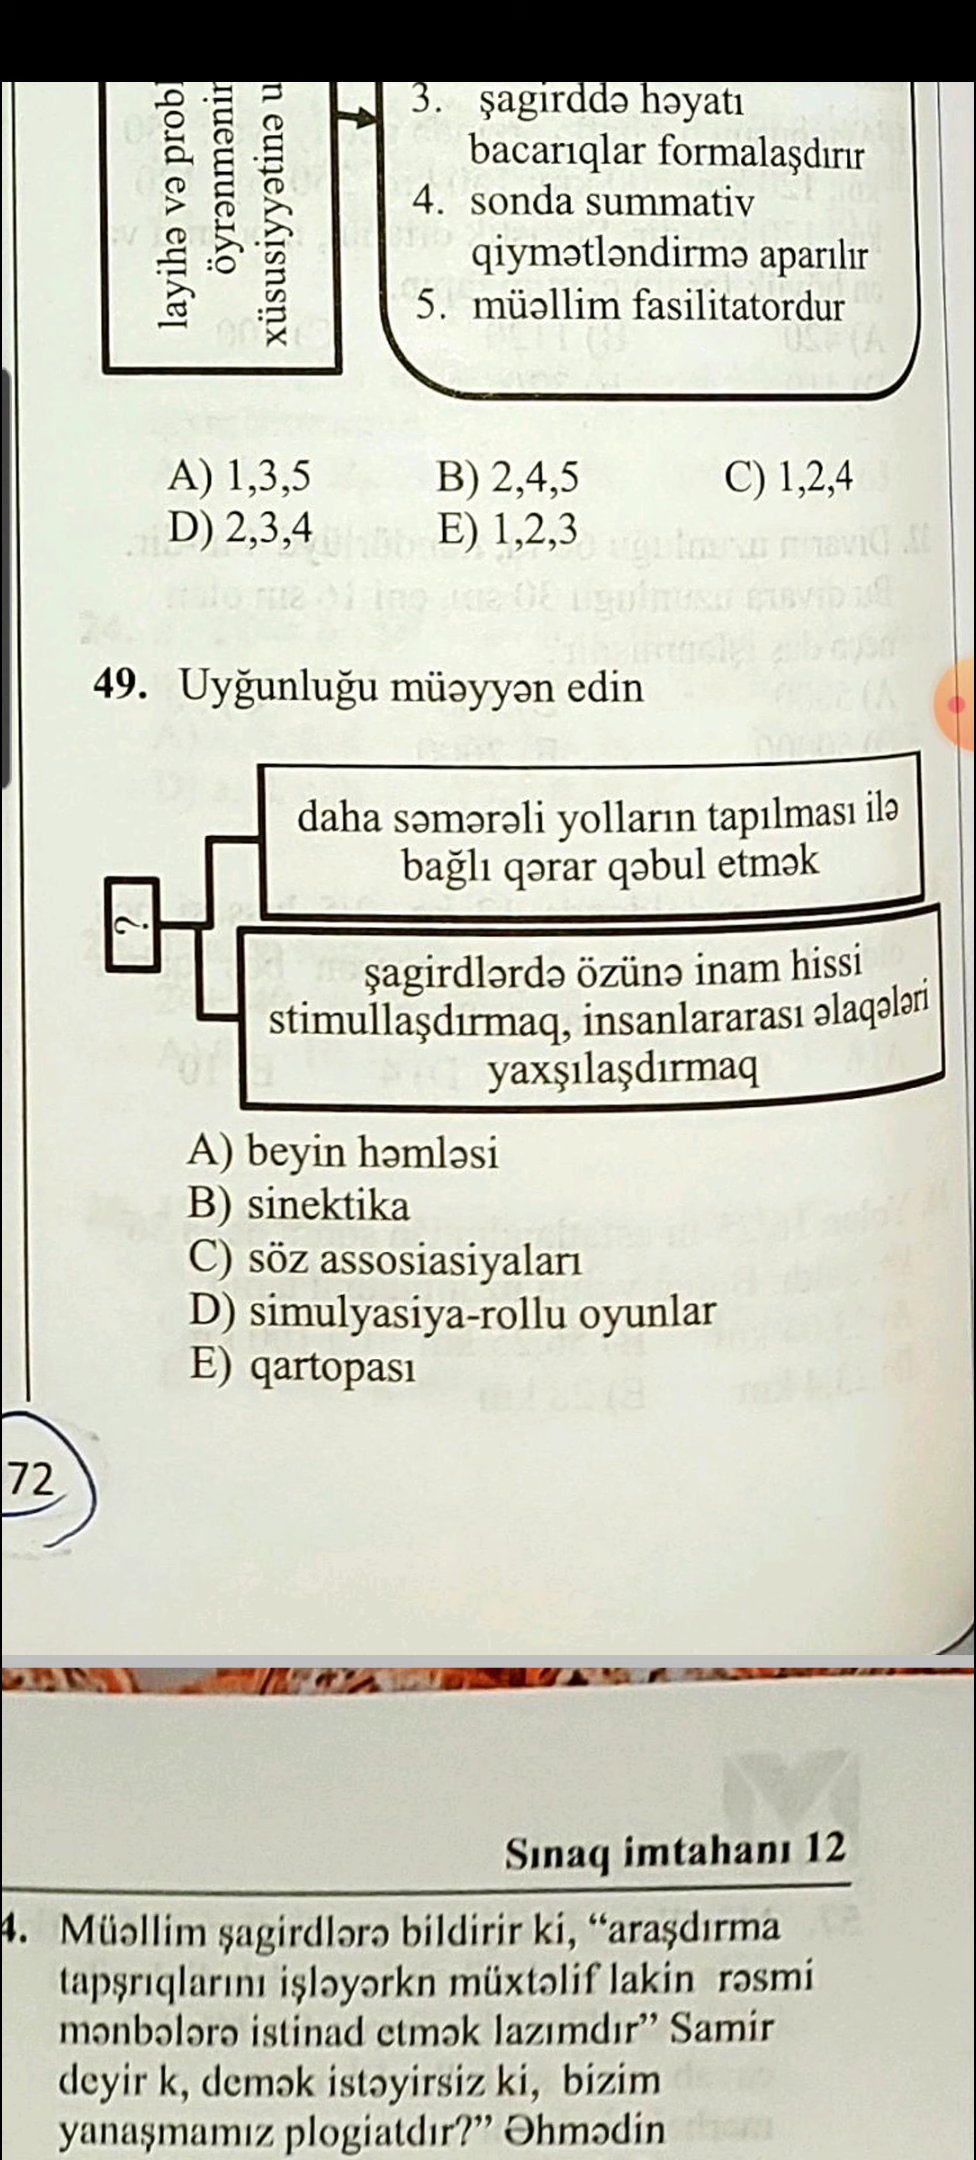 layihə və proqr
öyrənmənin
xüsusiyyətinə u
3. şagirddə həyatı
bacarıqlar formalaşdırır
4. sonda summativ
qiymətləndirmə aparılır
5. müəllim fasilitatordur
A) 1,3,5 B) 2,4,5 C) 1,2,4
D) 2,3,4 E) 1,2,3
49. Uyğunluğu müəyyən edin
daha səmərəli yolların tapılması ilə
bağlı qərar qəbul etmək
?
şagirdlərdə özünə inam hissi
stimullaşdırmaq, insanlararası əlaqələri
yaxşılaşdırmaq
A) beyin həmləsi
B) sinektika
C) söz assosiasiyaları
D) simulyasiya-rollu oyunlar
E) qartopası
72
Sınaq imtahanı 12
4. Müəllim şagirdlərə bildirir ki, “araşdırma
tapşrıqlarını işləyərkn müxtəlif lakin rəsmi
mənbələrə istinad etmək lazımdır” Samir
deyir k, demək istəyirsiz ki, bizim
yanaşmamız plogiatdır?” Əhmədin